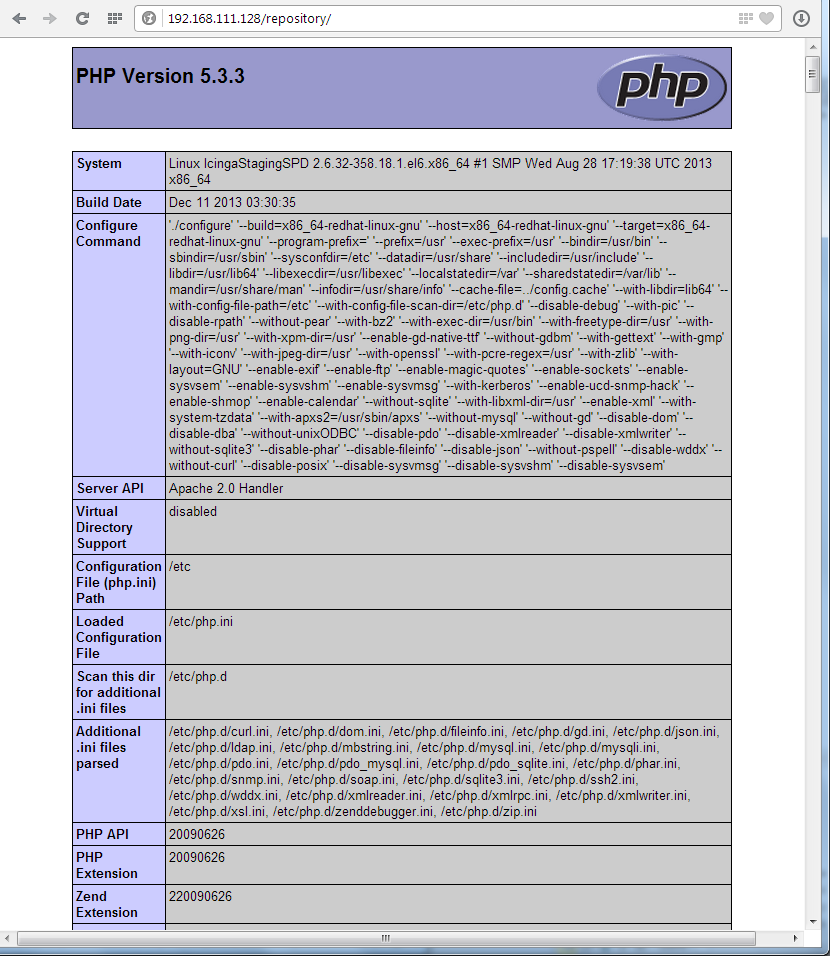 192.168.111.128/repository/
PHP Version 5.3.3
php
System
Linux IcingaStagingSPD 2.6.32-358.18.1.el6.x86_64 #1 SMP Wed Aug 28 17:19:38 UTC 2013
x86_64
Build Date
Dec 11 2013 03:30:35
Configure
Command
'./configure' '--build=x86_64-redhat-linux-gnu' '--host=x86_64-redhat-linux-gnu' '--target=x86_64-
redhat-linux-gnu' '--program-prefix=' '--prefix=/usr' '--exec-prefix=/usr' '--bindir=/usr/bin' '--
sbindir=/usr/sbin' '--sysconfdir=/etc' '--datadir=/usr/share' '--includedir=/usr/include' '--
libdir=/usr/lib64' '--libexecdir=/usr/libexec' '--localstatedir=/var' '--sharedstatedir=/var/lib' '--
mandir=/usr/share/man' '--infodir=/usr/share/info' '--cache-file=../config.cache' '--with-libdir=lib64' '--
with-config-file-path=/etc' '--with-config-file-scan-dir=/etc/php.d' '--disable-debug' '--with-pic' '--
disable-rpath' '--without-pear' '--with-bz2' '--with-exec-dir=/usr/bin' '--with-freetype-dir=/usr' '--with-
png-dir=/usr' '--with-xpm-dir=/usr' '--enable-gd-native-ttf' '--without-gdbm' '--with-gettext' '--with-gmp'
'--with-iconv' '--with-jpeg-dir=/usr' '--with-openssl' '--with-pcre-regex=/usr' '--with-zlib' '--with-
layout=GNU' '--enable-exif' '--enable-ftp' '--enable-magic-quotes' '--enable-sockets' '--enable-
sysvsem' '--enable-sysvshm' '--enable-sysvmsg' '--with-kerberos' '--enable-ucd-snmp-hack' '--
enable-shmop' '--enable-calendar' '--without-sqlite' '--with-libxml-dir=/usr' '--enable-xml' '--with-
system-tzdata' '--with-apxs2=/usr/sbin/apxs' '--without-mysql' '--without-gd' '--disable-dom' '--
disable-dba' '--without-unixODBC' '--disable-pdo' '--disable-xmlreader' '--disable-xmlwriter' '--
without-sqlite3' '--disable-phar' '--disable-fileinfo' '--disable-json' '--without-pspell' '--disable-wddx' '--
without-curl' '--disable-posix' '--disable-sysvmsg' '--disable-sysvshm' '--disable-sysvsem'
Server API
Apache 2.0 Handler
Virtual
Directory
Support
disabled
Configuration
File (php.ini)
Path
/etc
Loaded
Configuration
File
/etc/php.ini
Scan this dir
for additional
.ini files
/etc/php.d
Additional
.ini files
parsed
/etc/php.d/curl.ini, /etc/php.d/dom.ini, /etc/php.d/fileinfo.ini, /etc/php.d/gd.ini, /etc/php.d/json.ini,
/etc/php.d/ldap.ini, /etc/php.d/mbstring.ini, /etc/php.d/mysql.ini, /etc/php.d/mysqli.ini,
/etc/php.d/pdo.ini, /etc/php.d/pdo_mysql.ini, /etc/php.d/pdo_sqlite.ini, /etc/php.d/phar.ini,
/etc/php.d/snmp.ini, /etc/php.d/soap.ini, /etc/php.d/sqlite3.ini, /etc/php.d/ssh2.ini,
/etc/php.d/wddx.ini, /etc/php.d/xmlreader.ini, /etc/php.d/xmlrpc.ini, /etc/php.d/xmlwriter.ini,
/etc/php.d/xsl.ini, /etc/php.d/zenddebugger.ini, /etc/php.d/zip.ini
PHP API
20090626
PHP
Extension
20090626
Zend
Extension
220090626